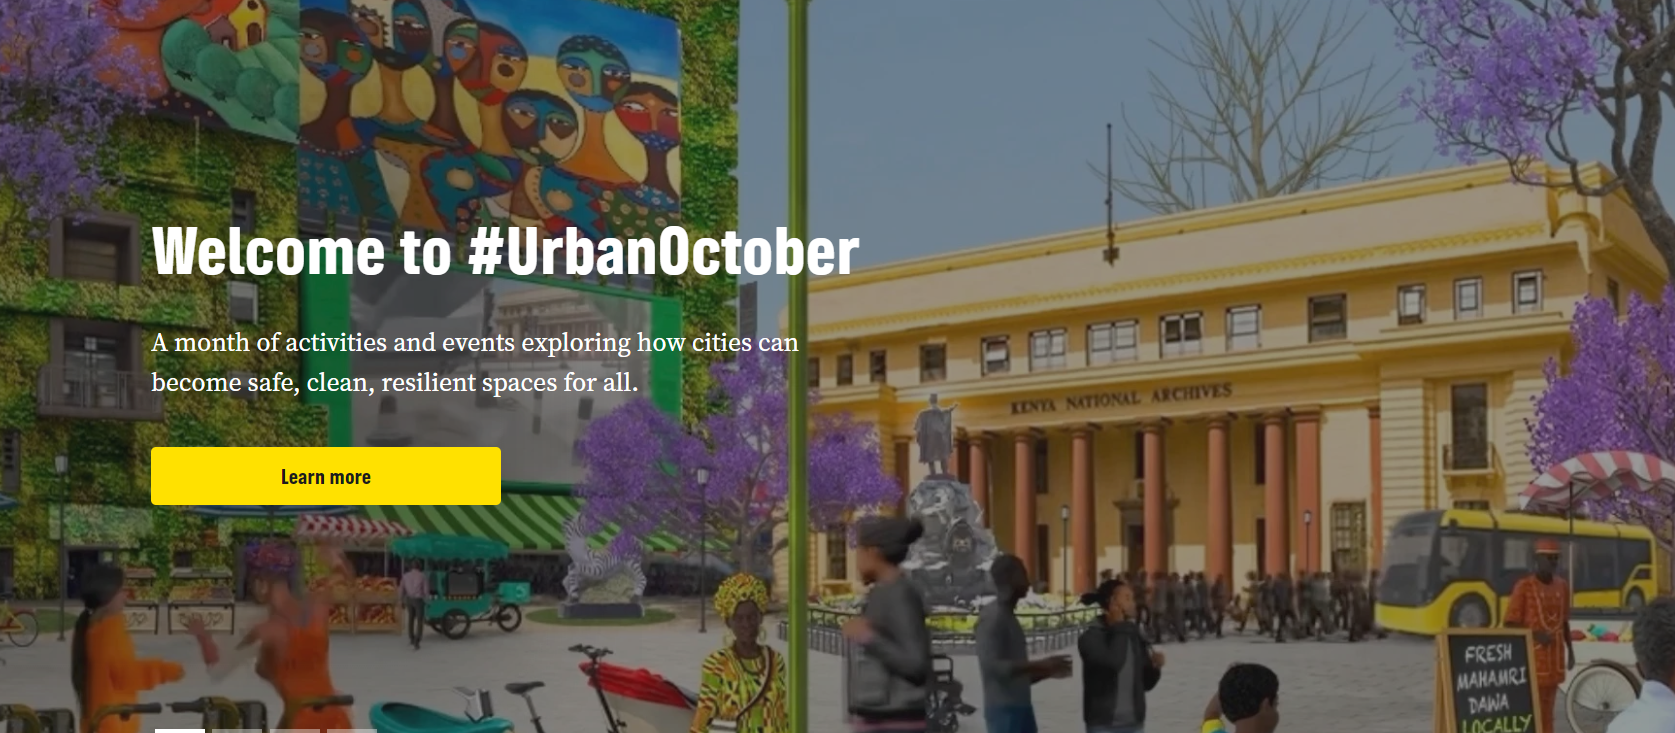 Welcome to #UrbanOctober
A month of activities and events exploring how cities can
become safe, clean, resilient spaces for all.
Learn more
KENYA NATIONAL ARCHIVES
FRESH
MAHAMRI
DAWA
LOCALLY